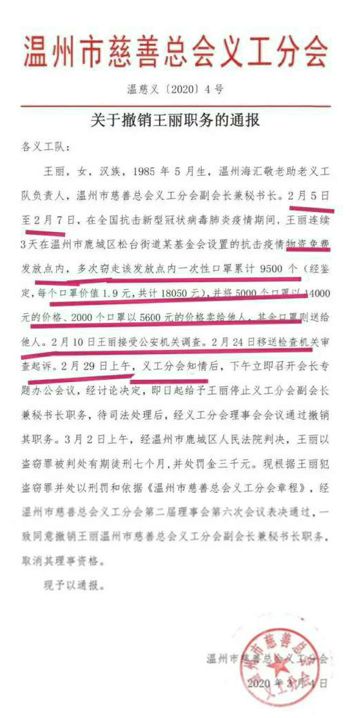 温州市慈善总会义工分会
温慈义〔2020〕4号
关于撤销王丽职务的通报
各义工队：
王丽，女，汉族，1985年5月生，温州海汇敬老助老义工
队负责人，温州市慈善总会义工分会副会长兼秘书长。2月5日
至2月7日，在全国抗击新型冠状病毒肺炎疫情期间，王丽连续
3天在温州市鹿城区松台街道某基金会设置的抗击疫情物资免费
发放点内，多次窃走该发放点内一次性口罩累计9500个（经鉴
定，每个口罩价值1.9元，共计18050元），并将5000个口罩以14000
元的价格、2000个口罩以5600元的价格卖给他人，其余口罩则送给
他人。2月10日王丽接受公安机关调查。2月24日移送检查机关审
查起诉。2月29日上午，义工分会知情后，下午立即召开会长专
题办公会议，经讨论决定，即日起给予王丽停止义工分会副会长
兼秘书长职务，待司法处理后，经义工分会理事会会议通过撤销
其职务。3月2日上午，经温州市鹿城区人民法院判决，王丽以
盗窃罪被判处有期徒刑七个月，并处罚金三千元。现根据王丽犯
盗窃罪并处以刑罚和依据《温州市慈善总会义工分会章程》，经
温州市慈善总会义工分会第二届理事会第六次会议表决通过，一
致同意撤销王丽温州市慈善总会义工分会副会长兼秘书长职务，
取消其理事资格。
现予以通报。
温州市慈善总会义工分会
2020年3月4日
温州市慈善总会义工分会